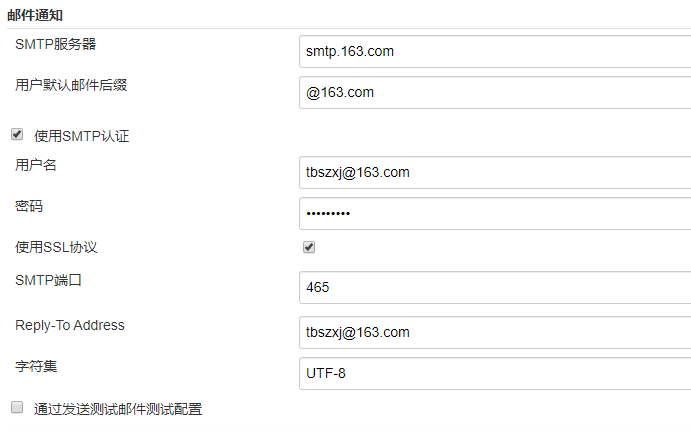 邮件通知
SMTP服务器 smtp.163.com
用户默认邮件后缀 @163.com
使用SMTP认证
用户名 tbszxj@163.com
密码 •••••••••
使用SSL协议
SMTP端口 465
Reply-To Address tbszxj@163.com
字符集 UTF-8
通过发送测试邮件测试配置